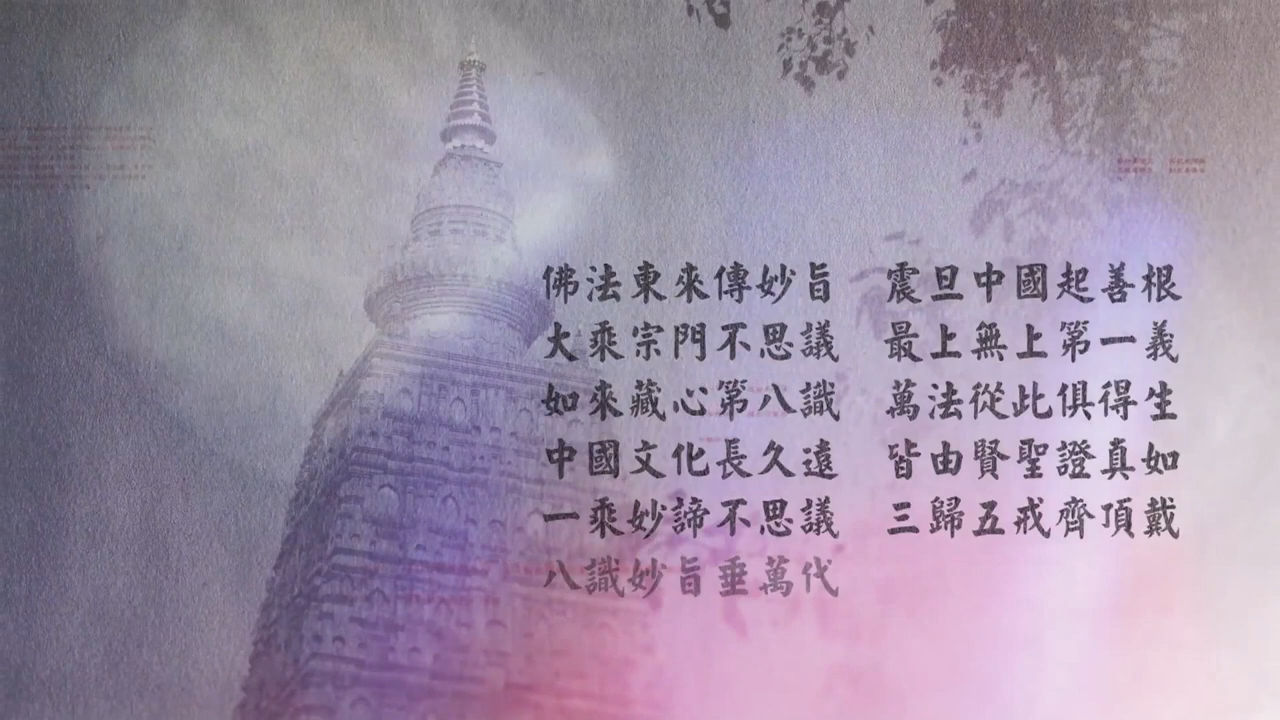 佛法東來傳妙旨　震旦中國起善根
大乘宗門不思議　最上無上第一義
如來藏心第八識　萬法從此俱得生
中國文化長久遠　皆由賢聖證真如
一乘妙諦不思議　三歸五戒齊頂戴
八識妙旨垂萬代